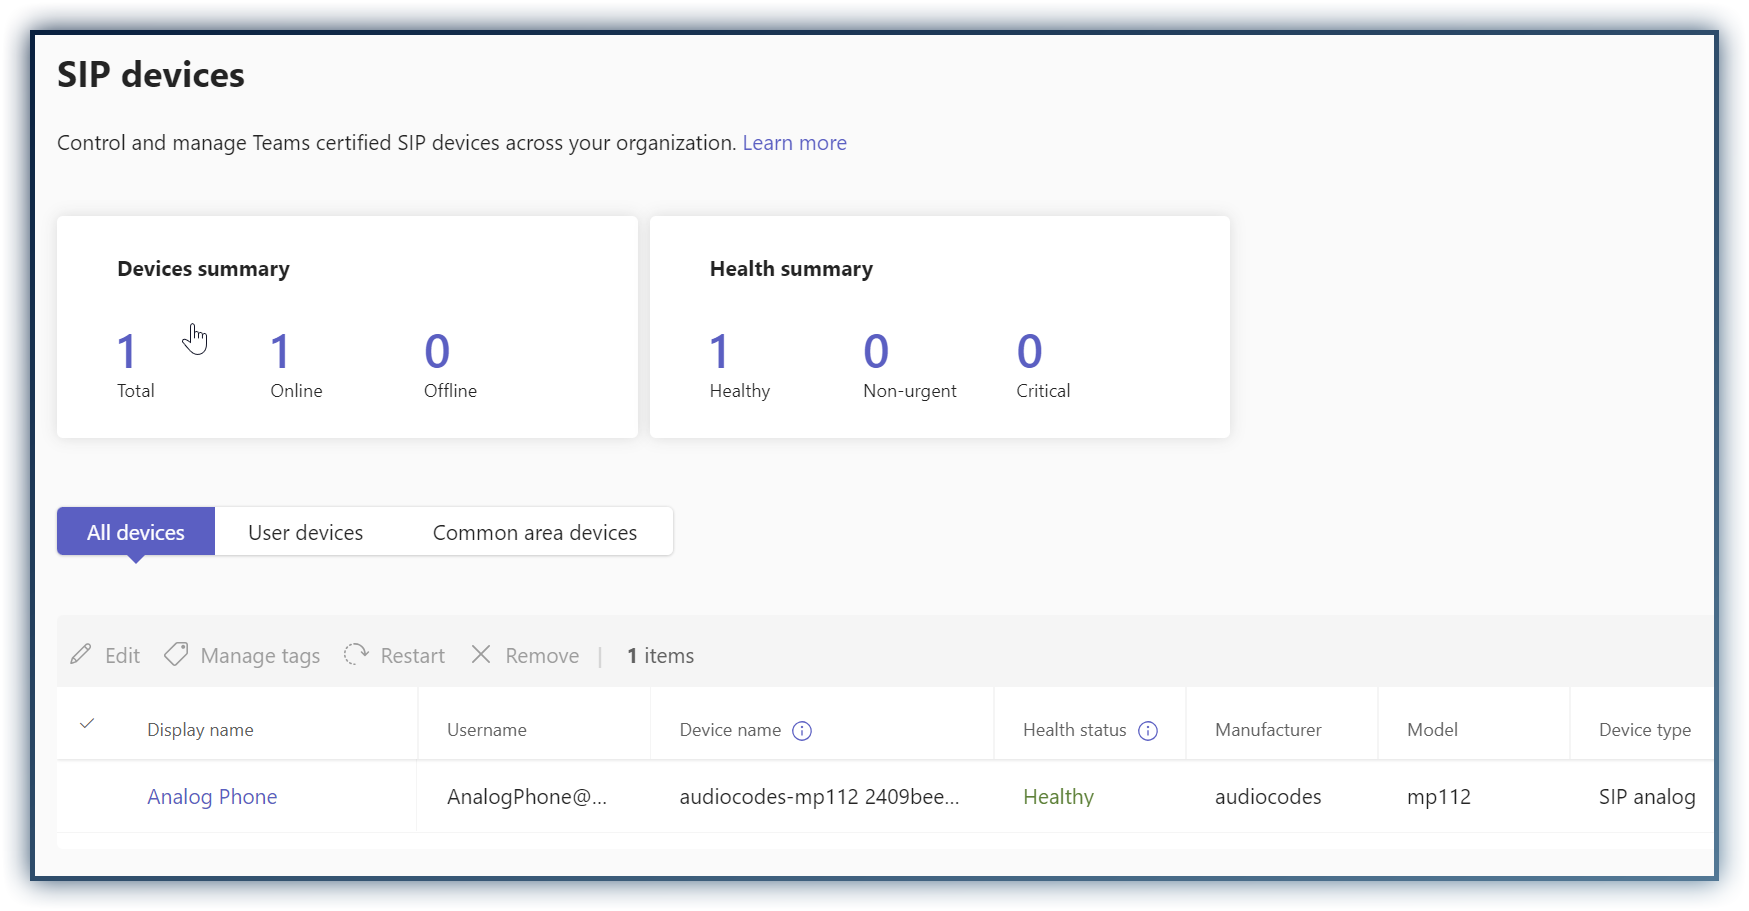 SIP devices
Control and manage Teams certified SIP devices across your organization. Learn more
Devices summary
1 1 0
Total Online Offline
Health summary
1 0 0
Healthy Non-urgent Critical
All devices User devices Common area devices
Edit Manage tags Restart Remove | 1 items
Display name Username Device name Health status Manufacturer Model Device type
Analog Phone AnalogPhone@... audiocodes-mp112 2409bee... Healthy audiocodes mp112 SIP analog